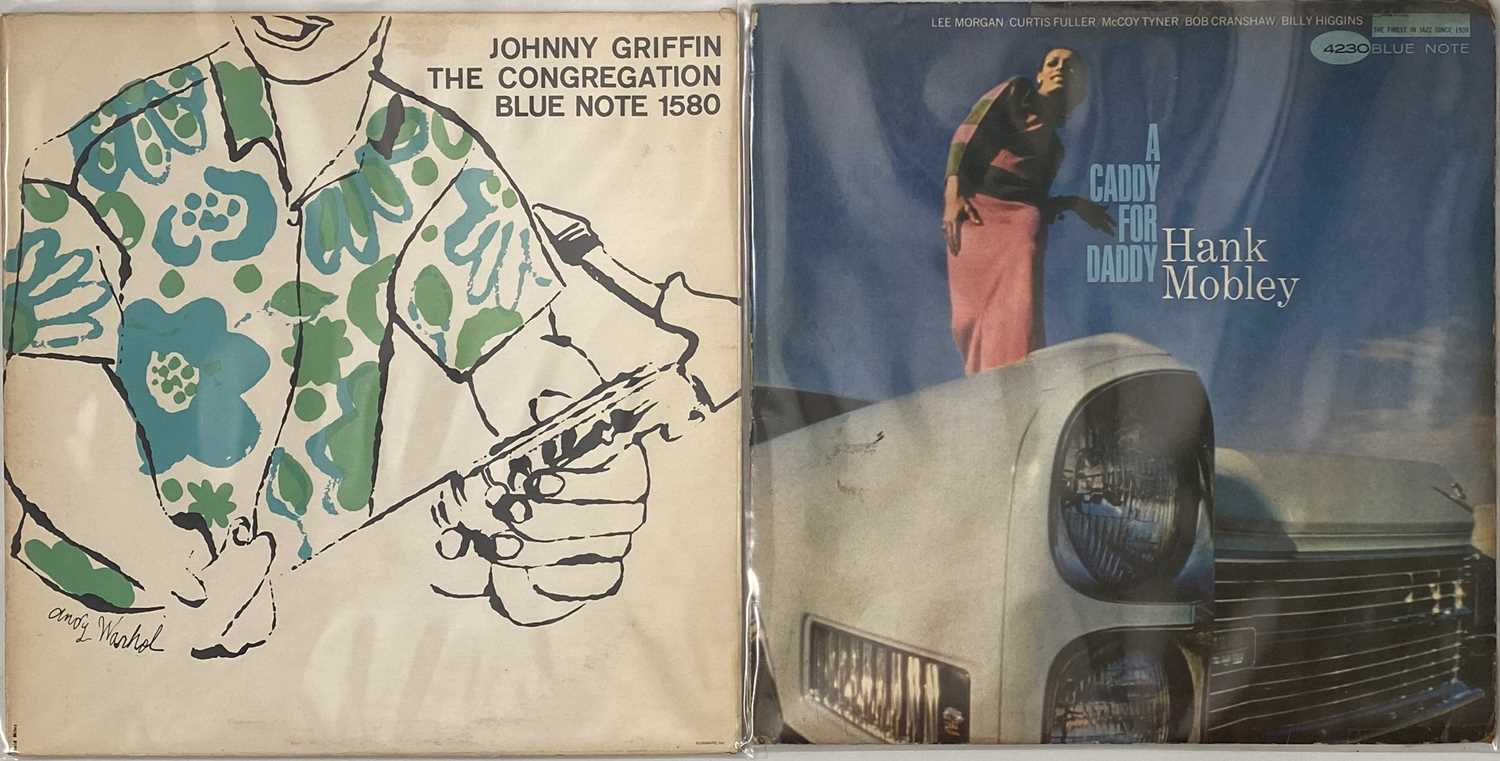 JOHNNY GRIFFIN
THE CONGREGATION
BLUE NOTE 1580
andy Warhol
LEE MORGAN/CURTIS FULLER/McCOY TYNER/BOB CRANSHAW/BILLY HIGGINS
THE FINEST IN JAZZ SINCE 1939
4230 BLUE NOTE
A
CADDY
FOR
DADDY
Hank
Mobley